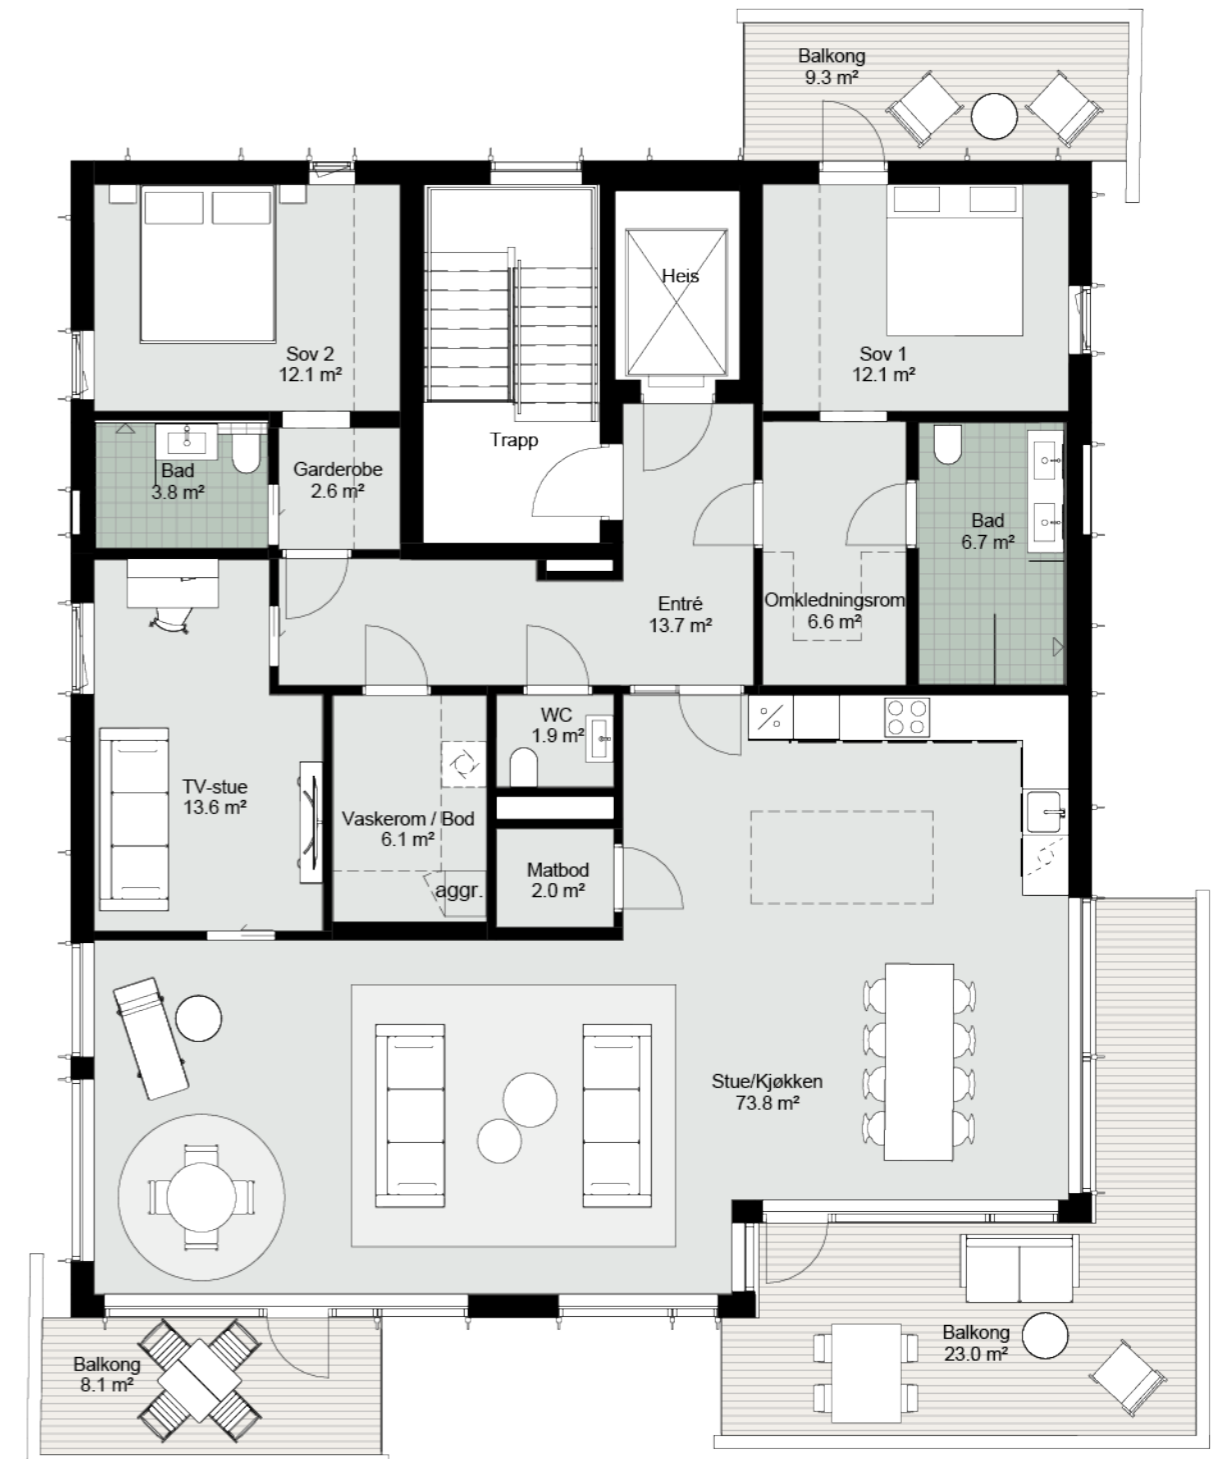 Balkong
9.3 m²
Heis
Sov 2
12.1 m²
Sov 1
12.1 m²
Trapp
Bad
3.8 m²
Garderobe
2.6 m²
Bad
6.7 m²
Entré
13.7 m²
Omkledningsrom
6.6 m²
WC
1.9 m²
TV-stue
13.6 m²
Vaskerom / Bod
6.1 m²
Matbod
2.0 m²
aggr.
Stue/Kjøkken
73.8 m²
Balkong
23.0 m²
Balkong
8.1 m²